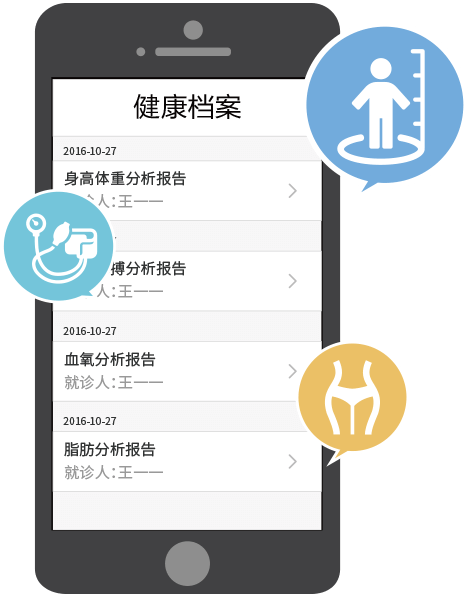 健康档案
2016-10-27
身高体重分析报告
诊人：王一一
搏分析报告
人：王一一
2016-10-27
血氧分析报告
就诊人：王一一
2016-10-27
脂肪分析报告
就诊人：王一一